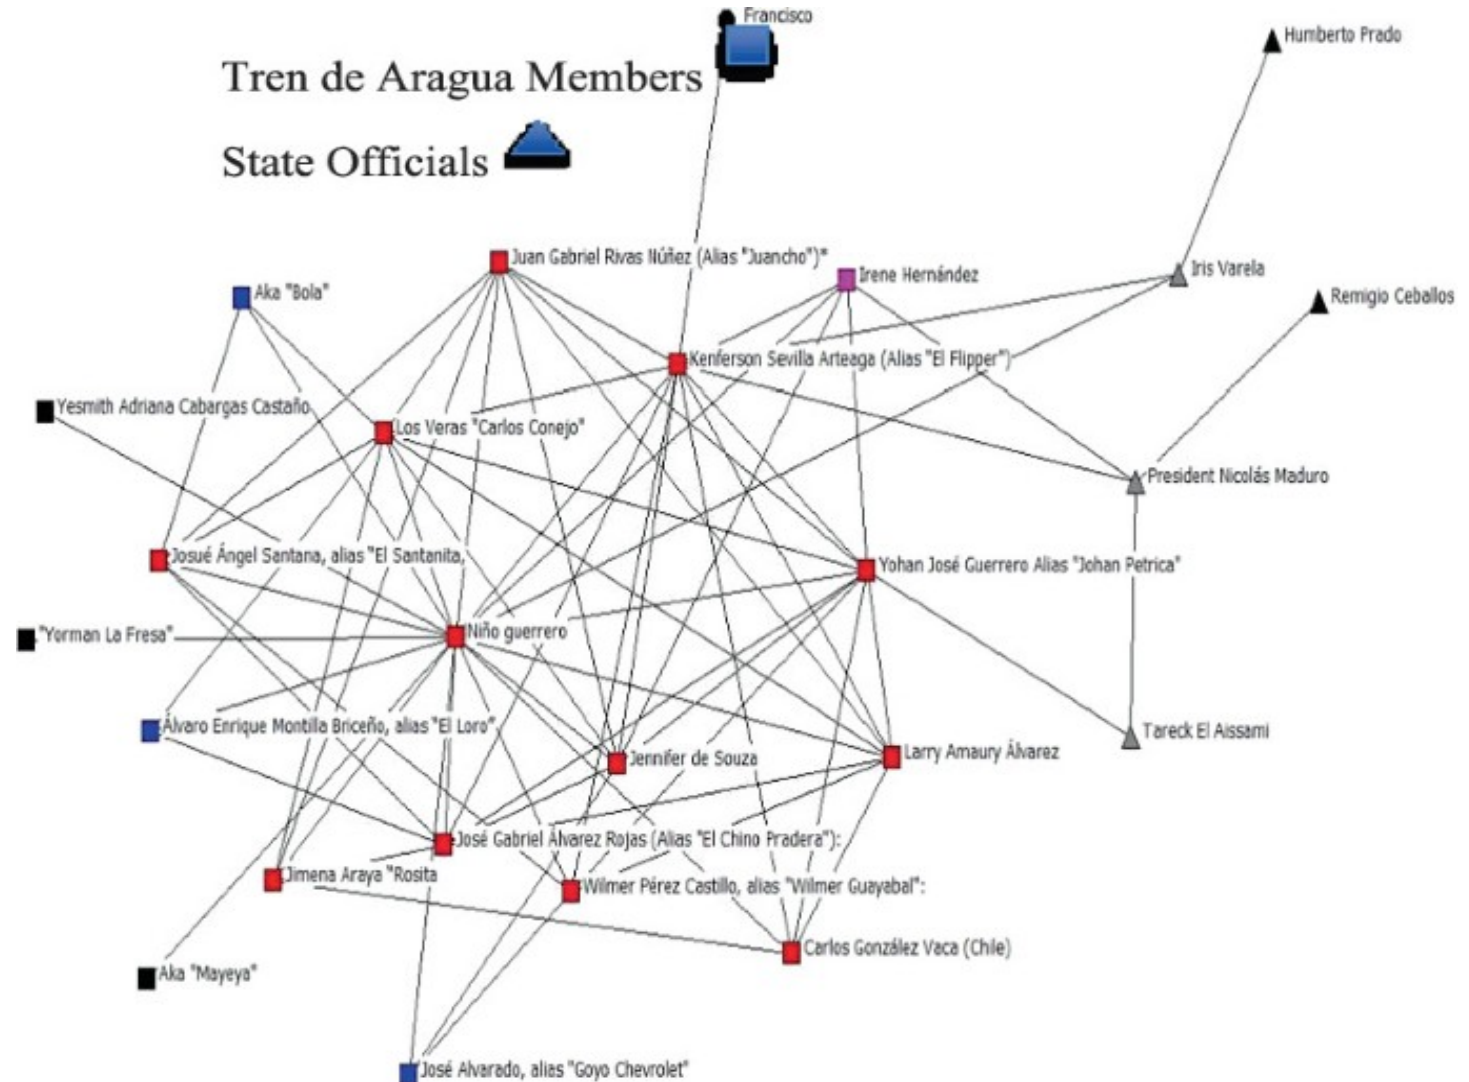 Francisco
Humberto Prado
Tren de Aragua Members
State Officials
Juan Gabriel Rivas Núñez (Alias "Juancho")*
Irene Hernández
Iris Varela
Aka "Bola"
Remigio Ceballos
Kenferson Sevilla Arteaga (Alias "El Flipper")
Yesmith Adriana Cabargas Castaño
Los Veras "Carlos Conejo"
President Nicolás Maduro
Josué Ángel Santana, alias "El Santanita,
Yohan José Guerrero Alias "Johan Petrica"
"Yorman La Fresa"
Niño guerrero
Álvaro Enrique Montilla Briceño, alias "El Loro"
Tareck El Aissami
Jennifer de Souza
Larry Amaury Álvarez
José Gabriel Álvarez Rojas (Alias "El Chino Pradera"):
Jimena Araya "Rosita
Wilmer Pérez Castillo, alias "Wilmer Guayabal":
Carlos González Vaca (Chile)
Aka "Mayeya"
José Alvarado, alias "Goyo Chevrolet"